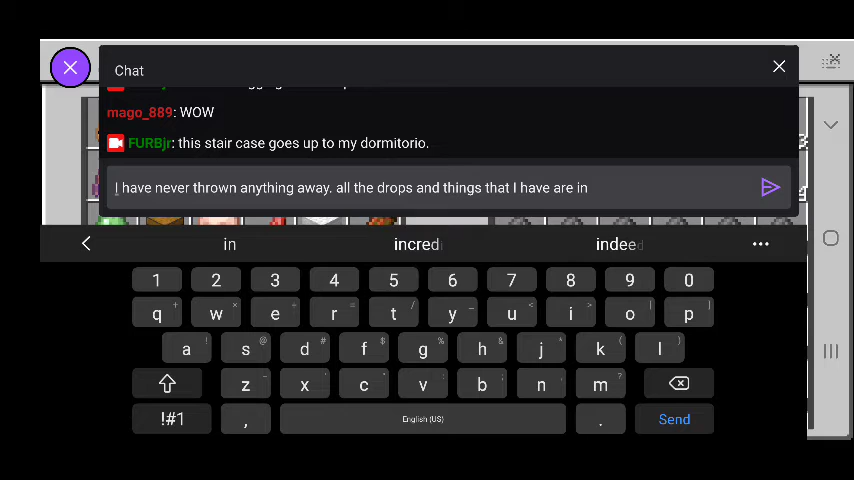 Chat
mago_889: WOW
FURBjr: this stair case goes up to my dormitorio.
I have never thrown anything away. all the drops and things that I have are in
in incredi indeed
1 2 3 4 5 6 7 8 9 0
q + w × e ÷ r = t / y _ u < i > o [ p ]
a ! s @ d # f $ g % h & j * k ( l )
z - x ' c " v : b ; n , m ?
!#1 , English (US) . Send